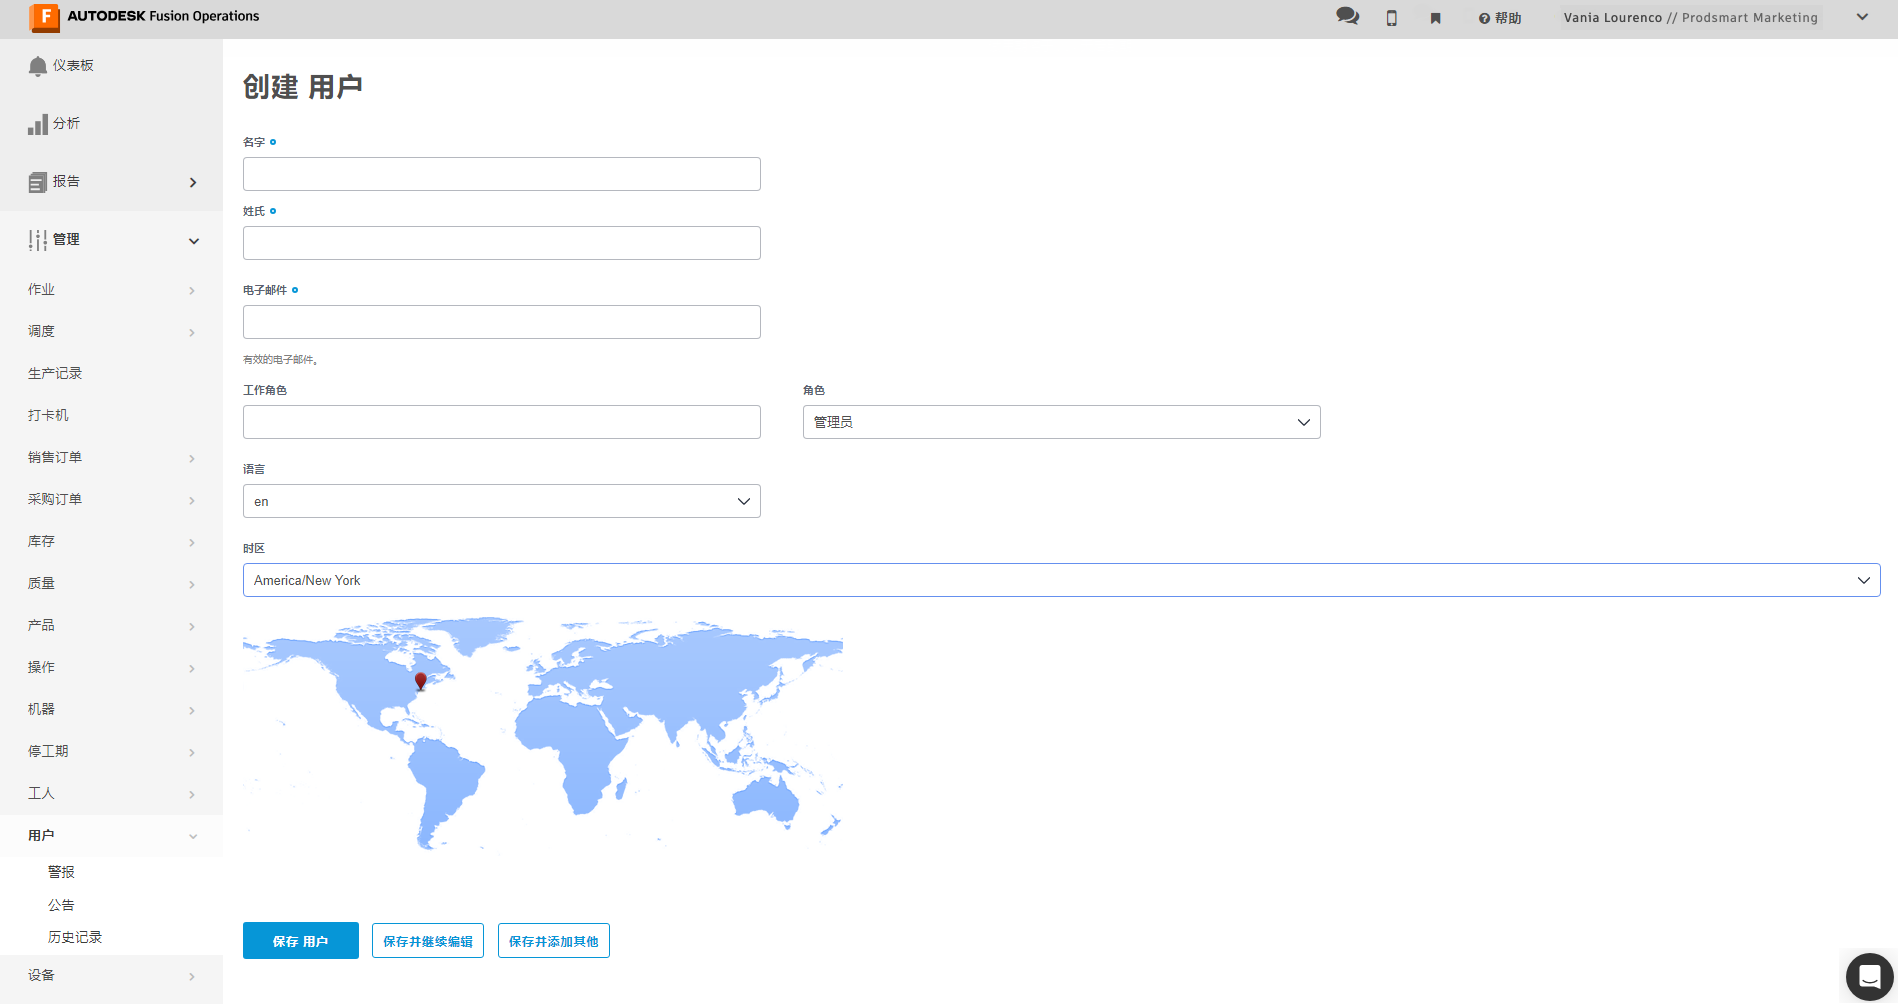 F AUTODESK Fusion Operations
帮助
Vania Lourenco // Prodsmart Marketing
仪表板
分析
报告
管理
作业
调度
生产记录
打卡机
销售订单
采购订单
库存
质量
产品
操作
机器
停工期
工人
用户
警报
公告
历史记录
设备
创建 用户
名字
姓氏
电子邮件
有效的电子邮件。
工作角色
角色
管理员
语言
en
时区
America/New York
保存 用户
保存并继续编辑
保存并添加其他